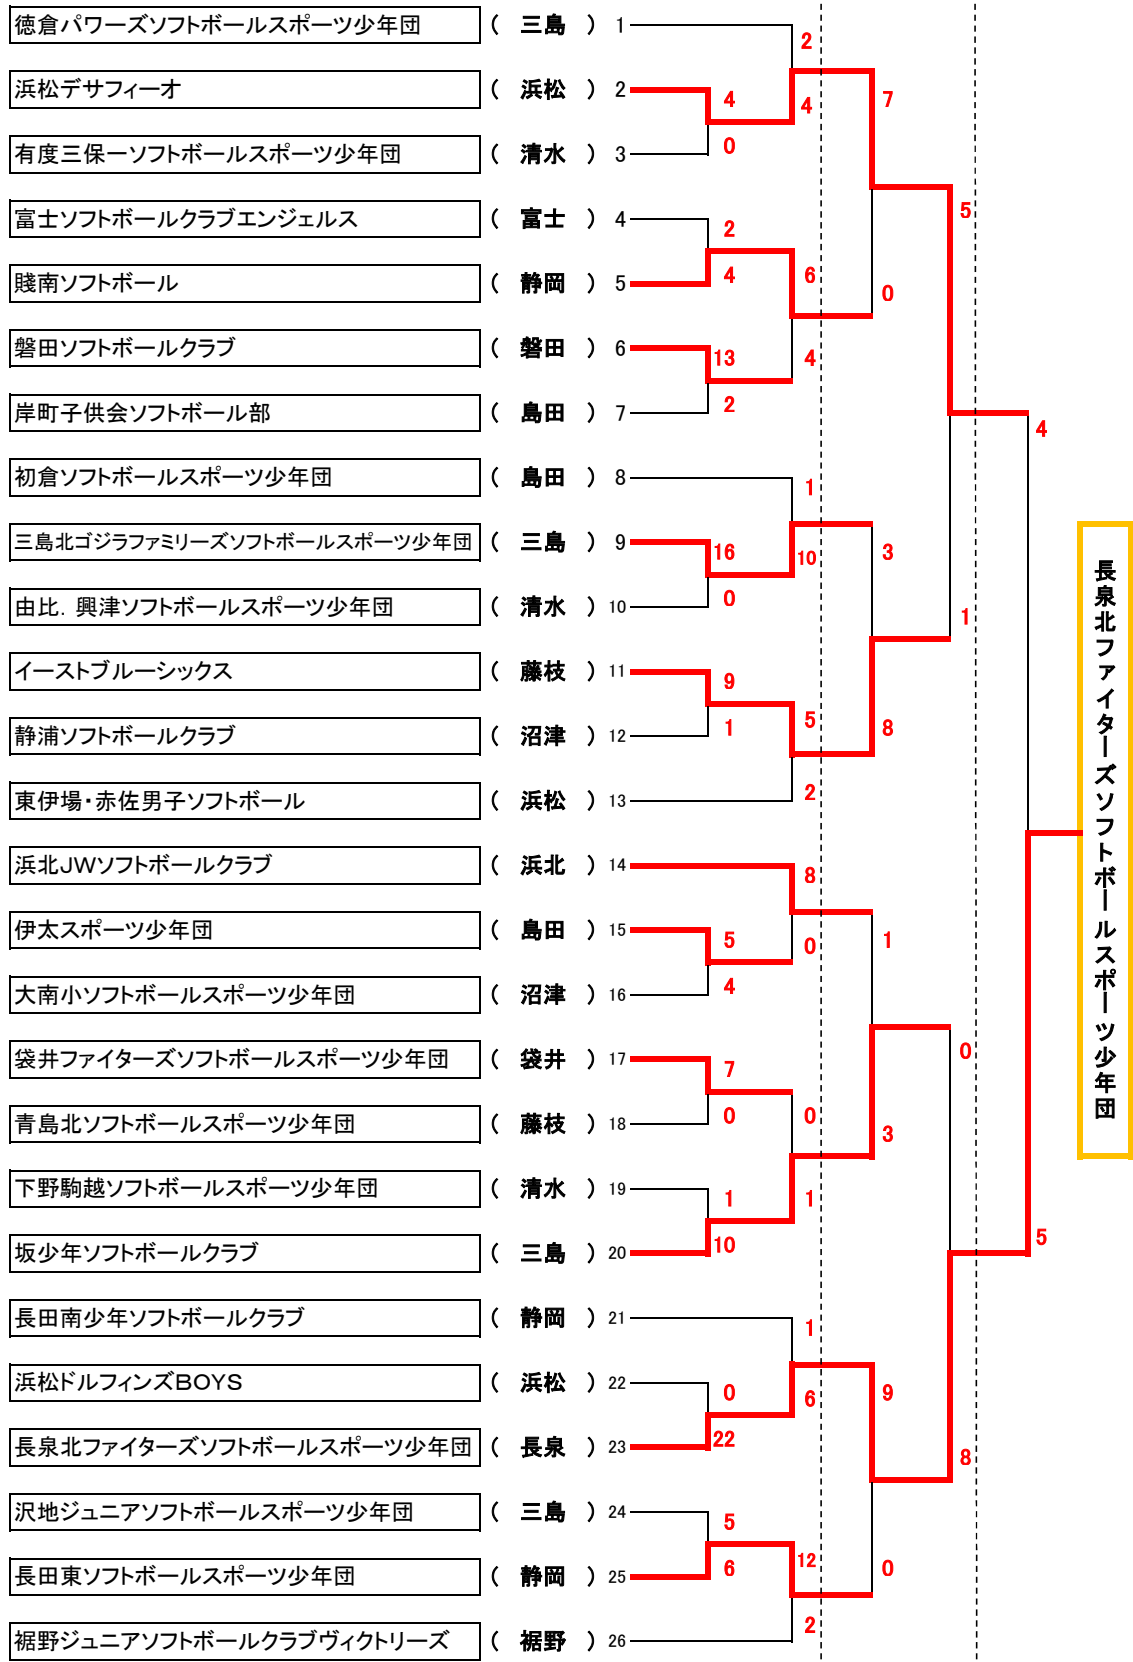 徳倉パワーズソフトボールスポーツ少年団 ( 三島 ) 1
2
浜松デサフィーオ ( 浜松 ) 2
4 4 7
有度三保一ソフトボールスポーツ少年団 ( 清水 ) 3
0
富士ソフトボールクラブエンジェルス ( 富士 ) 4
2 5
賤南ソフトボール ( 静岡 ) 5
4 6 0
磐田ソフトボールクラブ ( 磐田 ) 6
13 4
岸町子供会ソフトボール部 ( 島田 ) 7
2 4
初倉ソフトボールスポーツ少年団 ( 島田 ) 8
1
三島北ゴジラファミリーズソフトボールスポーツ少年団 ( 三島 ) 9
16 10 3
由比．興津ソフトボールスポーツ少年団 ( 清水 ) 10
0 1
イーストブルーシックス ( 藤枝 ) 11
9
静浦ソフトボールクラブ ( 沼津 ) 12
1 5 8
東伊場・赤佐男子ソフトボール ( 浜松 ) 13
2
浜北JWソフトボールクラブ ( 浜北 ) 14
8
伊太スポーツ少年団 ( 島田 ) 15
5 0 1
大南小ソフトボールスポーツ少年団 ( 沼津 ) 16
4
袋井ファイターズソフトボールスポーツ少年団 ( 袋井 ) 17
7 0
青島北ソフトボールスポーツ少年団 ( 藤枝 ) 18
0 0 3
下野駒越ソフトボールスポーツ少年団 ( 清水 ) 19
1 1
坂少年ソフトボールクラブ ( 三島 ) 20
10 5
長田南少年ソフトボールクラブ ( 静岡 ) 21
1
浜松ドルフィンズBOYS ( 浜松 ) 22
0 6 9
長泉北ファイターズソフトボールスポーツ少年団 ( 長泉 ) 23
22 8
沢地ジュニアソフトボールスポーツ少年団 ( 三島 ) 24
5
長田東ソフトボールスポーツ少年団 ( 静岡 ) 25
6 12 0
裾野ジュニアソフトボールクラブヴィクトリーズ ( 裾野 ) 26
2
長泉北ファイターズソフトボールスポーツ少年団